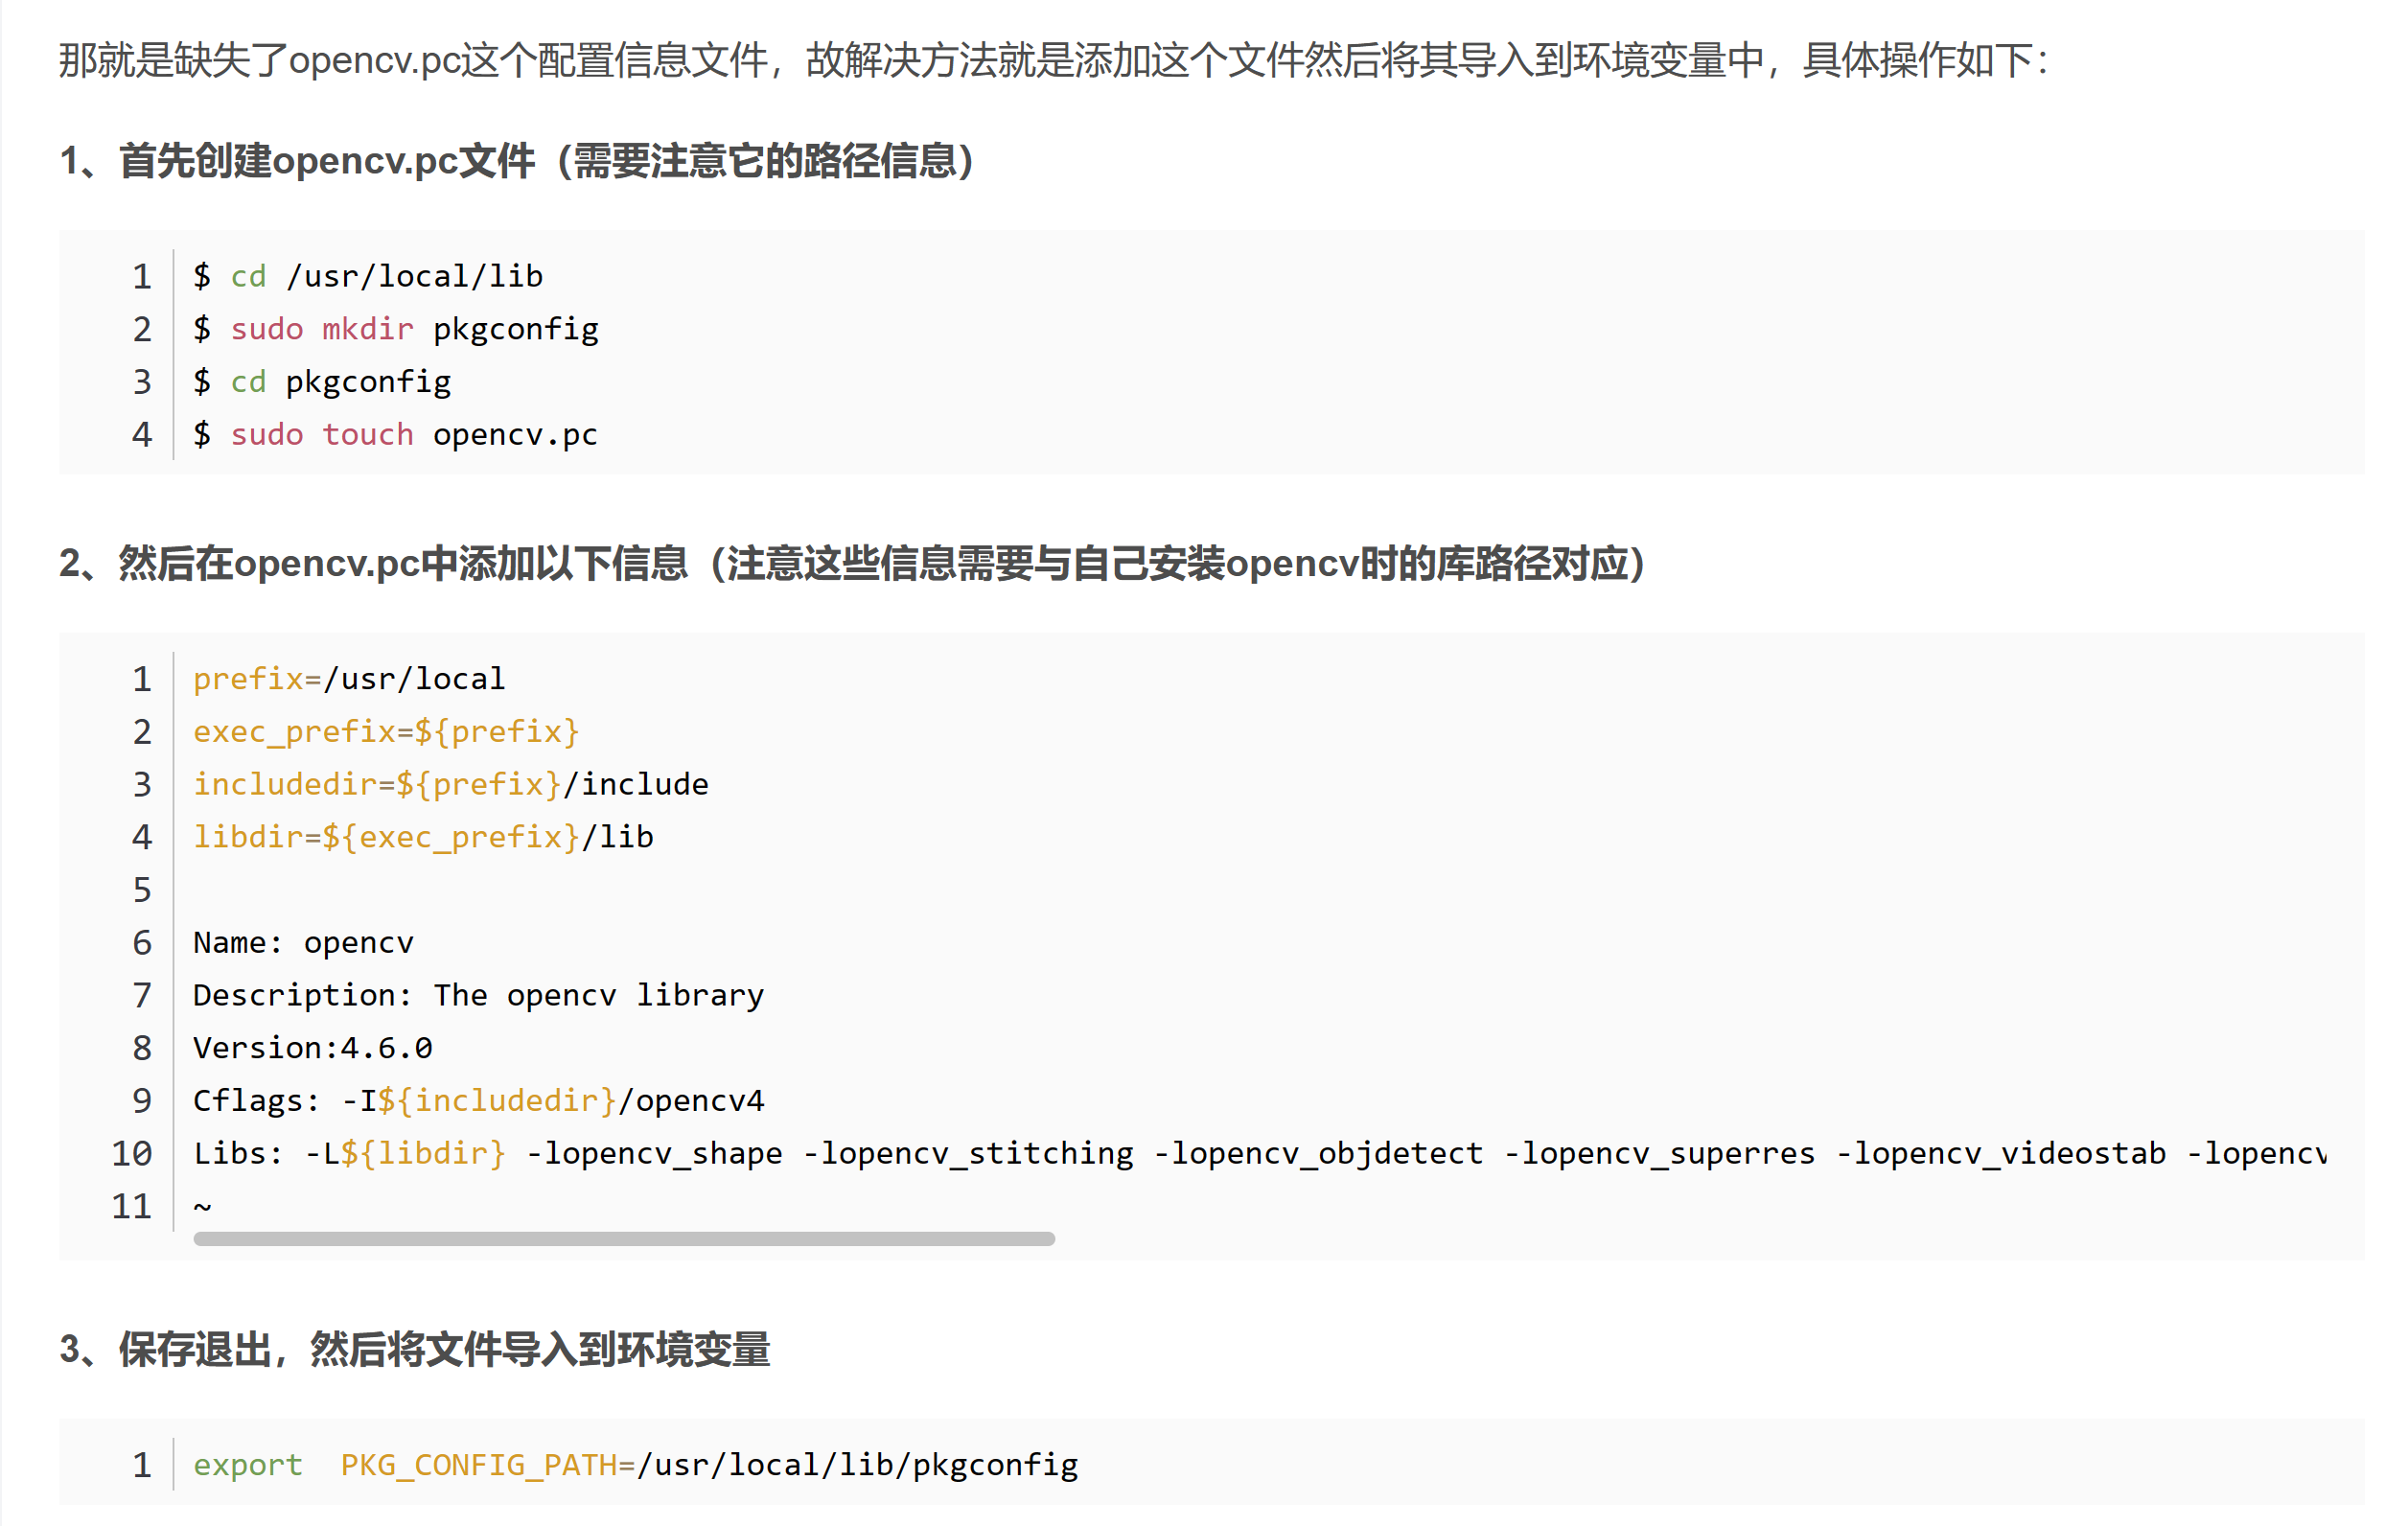 那就是缺失了opencv.pc这个配置信息文件，故解决方法就是添加这个文件然后将其导入到环境变量中，具体操作如下：
1、首先创建opencv.pc文件（需要注意它的路径信息）
1 $ cd /usr/local/lib
2 $ sudo mkdir pkgconfig
3 $ cd pkgconfig
4 $ sudo touch opencv.pc
2、然后在opencv.pc中添加以下信息（注意这些信息需要与自己安装opencv时的库路径对应）
1 prefix=/usr/local
2 exec_prefix=${prefix}
3 includedir=${prefix}/include
4 libdir=${exec_prefix}/lib
5
6 Name: opencv
7 Description: The opencv library
8 Version:4.6.0
9 Cflags: -I${includedir}/opencv4
10 Libs: -L${libdir} -lopencv_shape -lopencv_stitching -lopencv_objdetect -lopencv_superres -lopencv_videostab -lopencv
11 ~
3、保存退出，然后将文件导入到环境变量
1 export  PKG_CONFIG_PATH=/usr/local/lib/pkgconfig